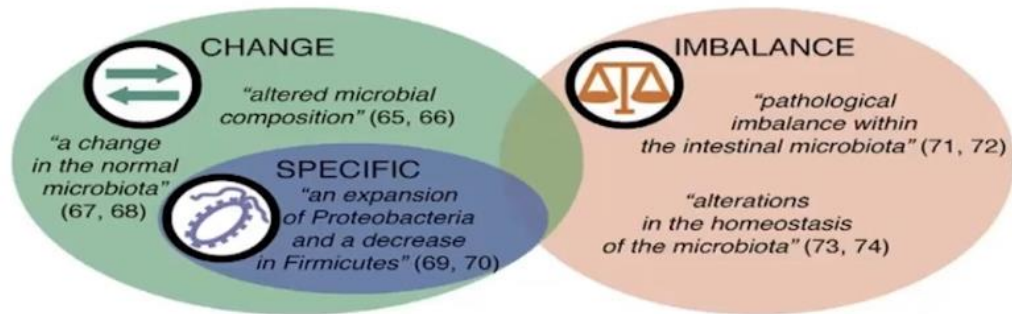 CHANGE
"altered microbial
composition" (65, 66)
"a change
in the normal
microbiota"
(67, 68)
SPECIFIC
"an expansion
of Proteobacteria
and a decrease
in Firmicutes" (69, 70)
IMBALANCE
"pathological
imbalance within
the intestinal microbiota" (71, 72)
"alterations
in the homeostasis
of the microbiota" (73, 74)